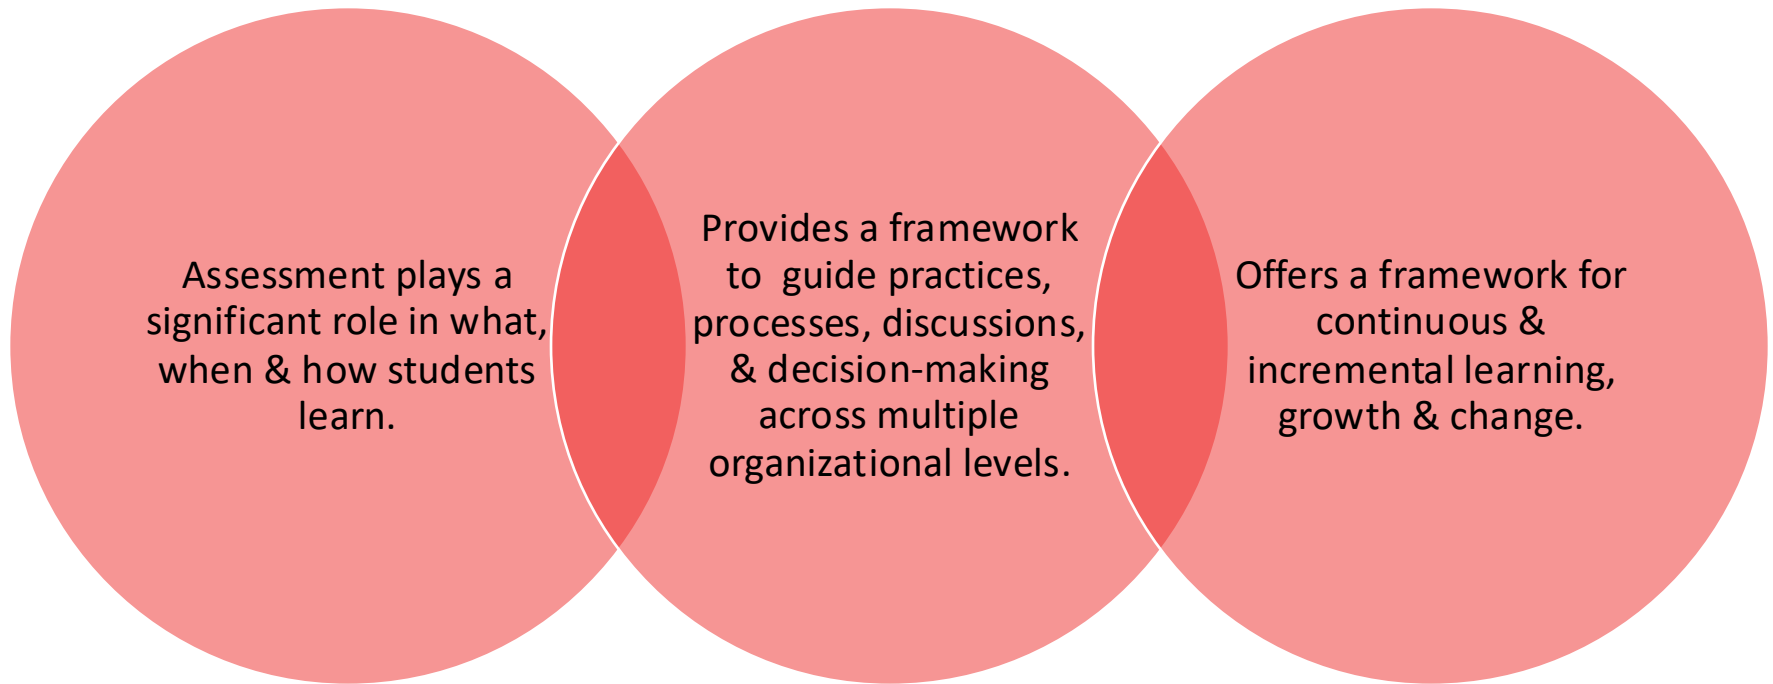 Assessment plays a
significant role in what,
when & how students
learn.
Provides a framework
to  guide practices,
processes, discussions,
& decision-making
across multiple
organizational levels.
Offers a framework for
continuous &
incremental learning,
growth & change.